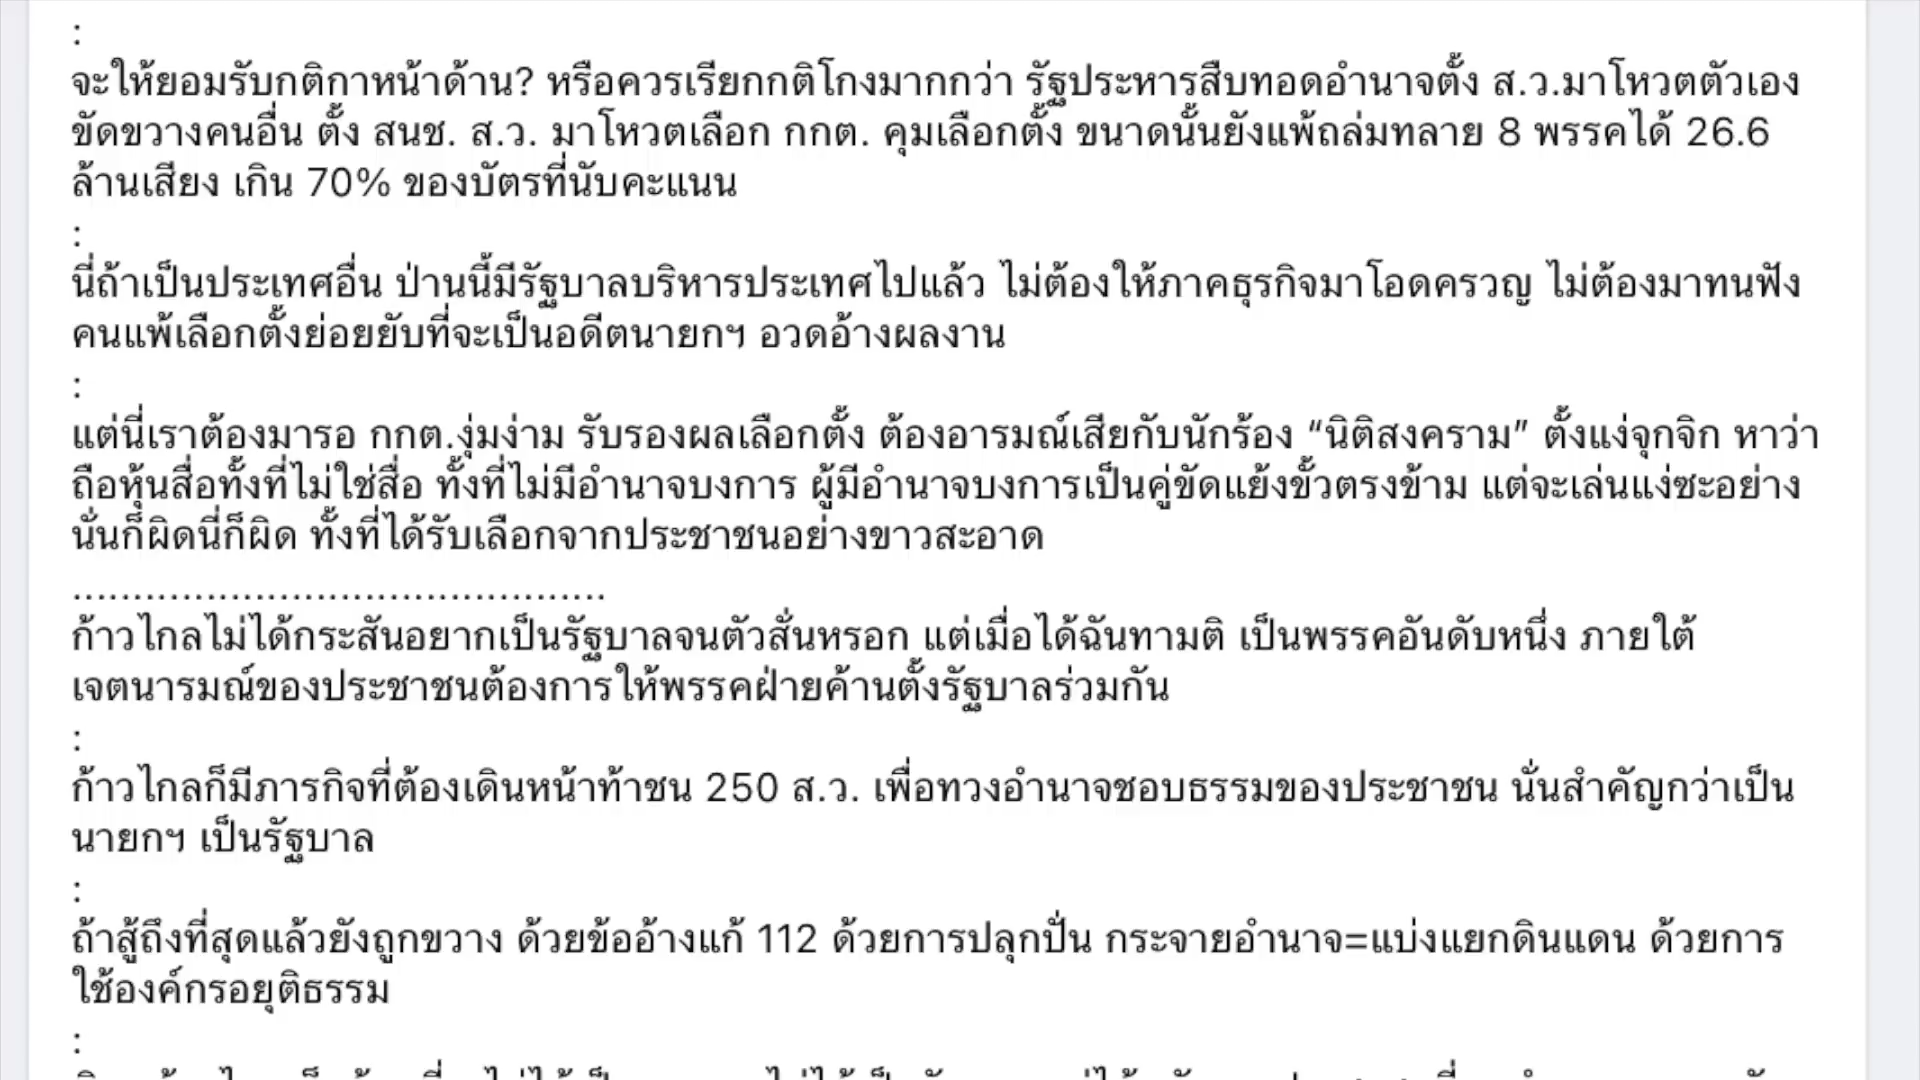 :
จะให้ยอมรับกติกาหน้าด้าน? หรือควรเรียกกติโกงมากกว่า รัฐประหารสืบทอดอำนาจตั้ง ส.ว.มาโหวตตัวเอง
ขัดขวางคนอื่น ตั้ง สนช. ส.ว. มาโหวตเลือก กกต. คุมเลือกตั้ง ขนาดนั้นยังแพ้ถล่มทลาย 8 พรรคได้ 26.6
ล้านเสียง เกิน 70% ของบัตรที่นับคะแนน
:
นี่ถ้าเป็นประเทศอื่น ป่านนี้มีรัฐบาลบริหารประเทศไปแล้ว ไม่ต้องให้ภาคธุรกิจมาโอดครวญ ไม่ต้องมาทนฟัง
คนแพ้เลือกตั้งย่อยยับที่จะเป็นอดีตนายกฯ อวดอ้างผลงาน
:
แต่นี่เราต้องมารอ กกต.งุ่มง่าม รับรองผลเลือกตั้ง ต้องอารมณ์เสียกับนักร้อง “นิติสงคราม” ตั้งแง่จุกจิก หาว่า
ถือหุ้นสื่อทั้งที่ไม่ใช่สื่อ ทั้งที่ไม่มีอำนาจบงการ ผู้มีอำนาจบงการเป็นคู่ขัดแย้งขั้วตรงข้าม แต่จะเล่นแง่ซะอย่าง
นั่นก็ผิดนี่ก็ผิด ทั้งที่ได้รับเลือกจากประชาชนอย่างขาวสะอาด
..........................................
ก้าวไกลไม่ได้กระสันอยากเป็นรัฐบาลจนตัวสั่นหรอก แต่เมื่อได้ฉันทามติ เป็นพรรคอันดับหนึ่ง ภายใต้
เจตนารมณ์ของประชาชนต้องการให้พรรคฝ่ายค้านตั้งรัฐบาลร่วมกัน
:
ก้าวไกลก็มีภารกิจที่ต้องเดินหน้าท้าชน 250 ส.ว. เพื่อทวงอำนาจชอบธรรมของประชาชน นั่นสำคัญกว่าเป็น
นายกฯ เป็นรัฐบาล
:
ถ้าสู้ถึงที่สุดแล้วยังถูกขวาง ด้วยข้ออ้างแก้ 112 ด้วยการปลุกปั่น กระจายอำนาจ=แบ่งแยกดินแดน ด้วยการ
ใช้องค์กรอยุติธรรม
: